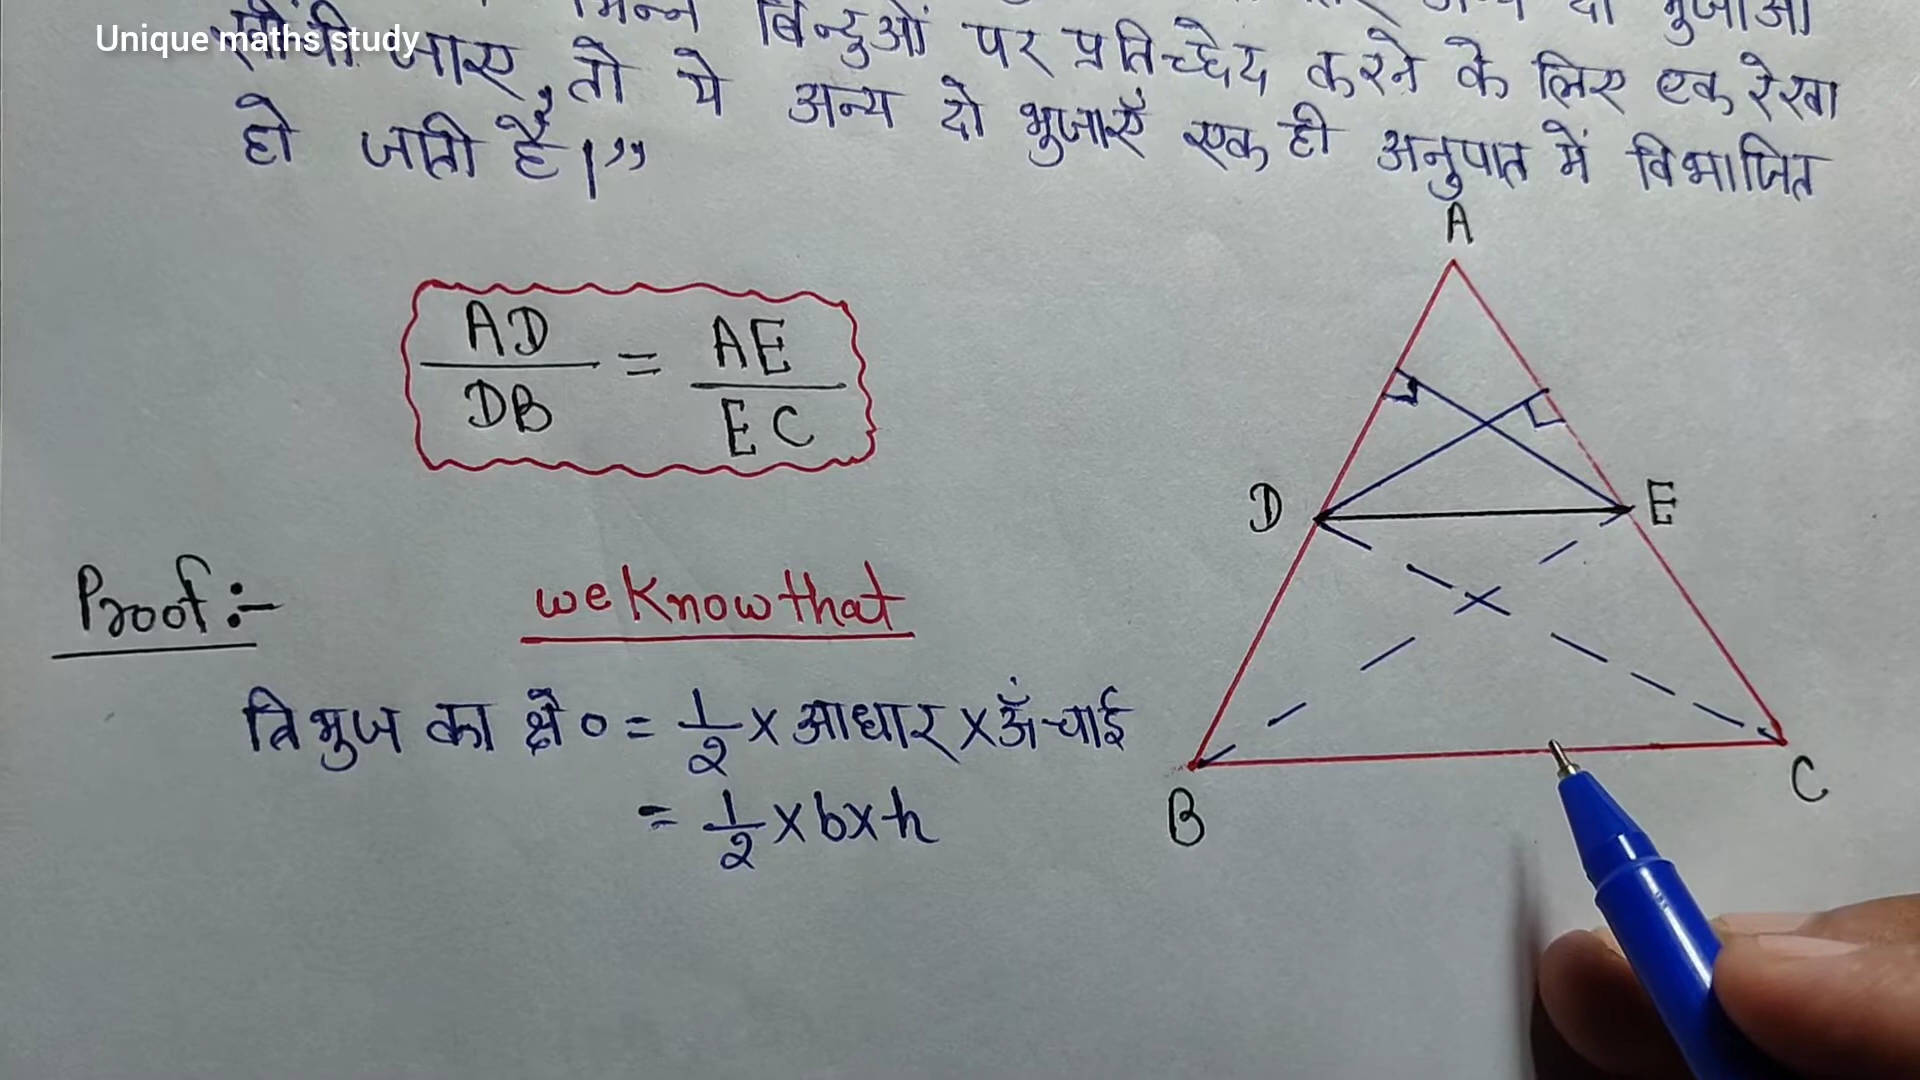 Unique maths study
भिन्न बिन्दुओं पर प्रतिच्छेद करने के लिए एक रेखा
जाए, तो ये अन्य दो भुजाएँ एक ही अनुपात में विभाजित
हो जाती है।”
A
AD = AE
DB EC
D E
Proof :-
we Know that
त्रिभुज का क्षे० = 1/2 × आधार × ऊँचाई
= 1/2 × b × h
B C